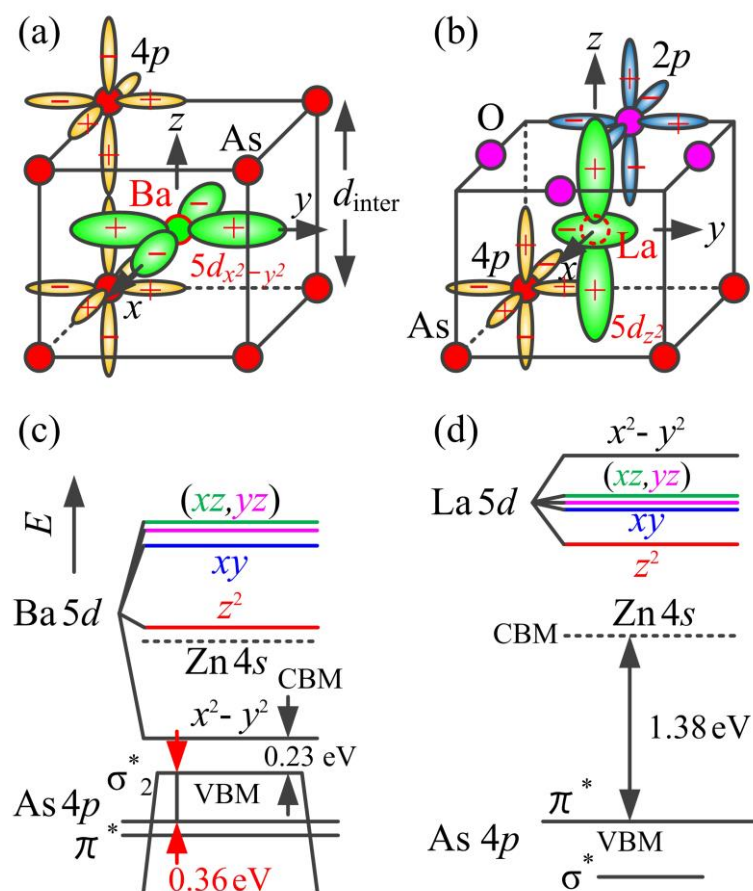 (a)
4p
z
As
Ba
y
d_inter
5d_x²−y²
x
(b)
z
2p
O
La
y
4p
x
As
5d_z²
(c)
E
(xz,yz)
xy
Ba 5d
z²
Zn 4s
CBM
x²- y²
0.23 eV
σ*₂
VBM
As 4p
π*
0.36 eV
(d)
x²- y²
(xz,yz)
La 5d
xy
z²
Zn 4s
CBM
1.38 eV
π*
VBM
As 4p
σ*